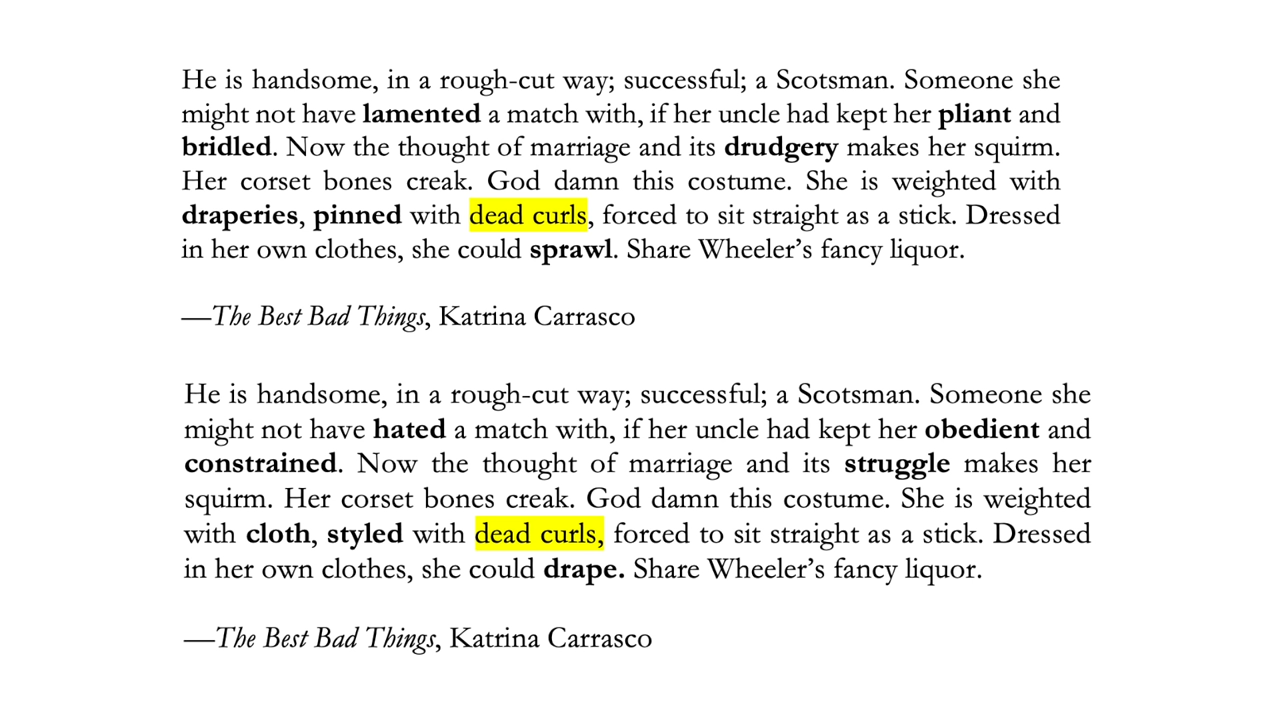 He is handsome, in a rough-cut way; successful; a Scotsman. Someone she
might not have lamented a match with, if her uncle had kept her pliant and
bridled. Now the thought of marriage and its drudgery makes her squirm.
Her corset bones creak. God damn this costume. She is weighted with
draperies, pinned with dead curls, forced to sit straight as a stick. Dressed
in her own clothes, she could sprawl. Share Wheeler’s fancy liquor.
—The Best Bad Things, Katrina Carrasco
He is handsome, in a rough-cut way; successful; a Scotsman. Someone she
might not have hated a match with, if her uncle had kept her obedient and
constrained. Now the thought of marriage and its struggle makes her
squirm. Her corset bones creak. God damn this costume. She is weighted
with cloth, styled with dead curls, forced to sit straight as a stick. Dressed
in her own clothes, she could drape. Share Wheeler’s fancy liquor.
—The Best Bad Things, Katrina Carrasco